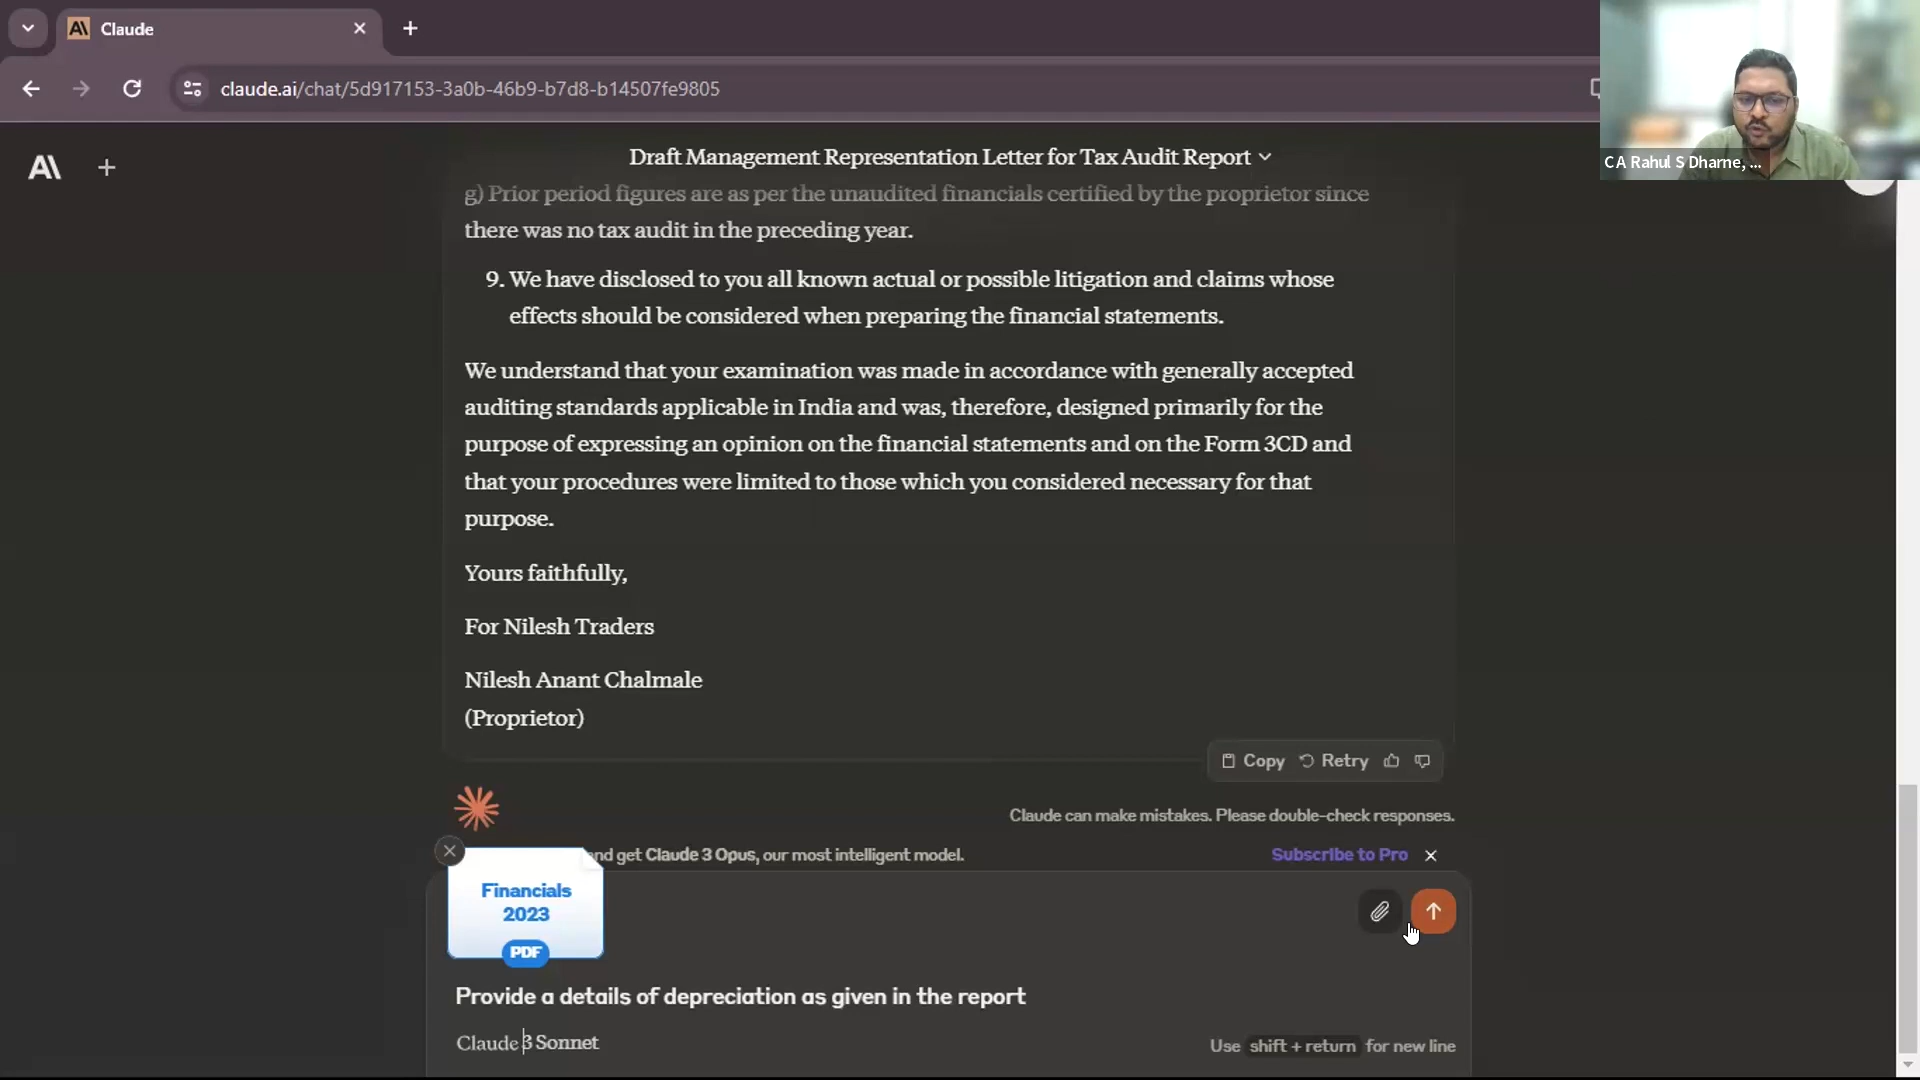 Claude
claude.ai/chat/5d917153-3a0b-46b9-b7d8-b14507fe9805
C A Rahul S Dharne, ...
Draft Management Representation Letter for Tax Audit Report
g) Prior period figures are as per the unaudited financials certified by the proprietor since
there was no tax audit in the preceding year.
9. We have disclosed to you all known actual or possible litigation and claims whose
effects should be considered when preparing the financial statements.
We understand that your examination was made in accordance with generally accepted
auditing standards applicable in India and was, therefore, designed primarily for the
purpose of expressing an opinion on the financial statements and on the Form 3CD and
that your procedures were limited to those which you considered necessary for that
purpose.
Yours faithfully,
For Nilesh Traders
Nilesh Anant Chalmale
(Proprietor)
Copy Retry
Claude can make mistakes. Please double-check responses.
and get Claude 3 Opus, our most intelligent model. Subscribe to Pro
Financials
2023
PDF
Provide a details of depreciation as given in the report
Claude 3 Sonnet
Use shift + return for new line